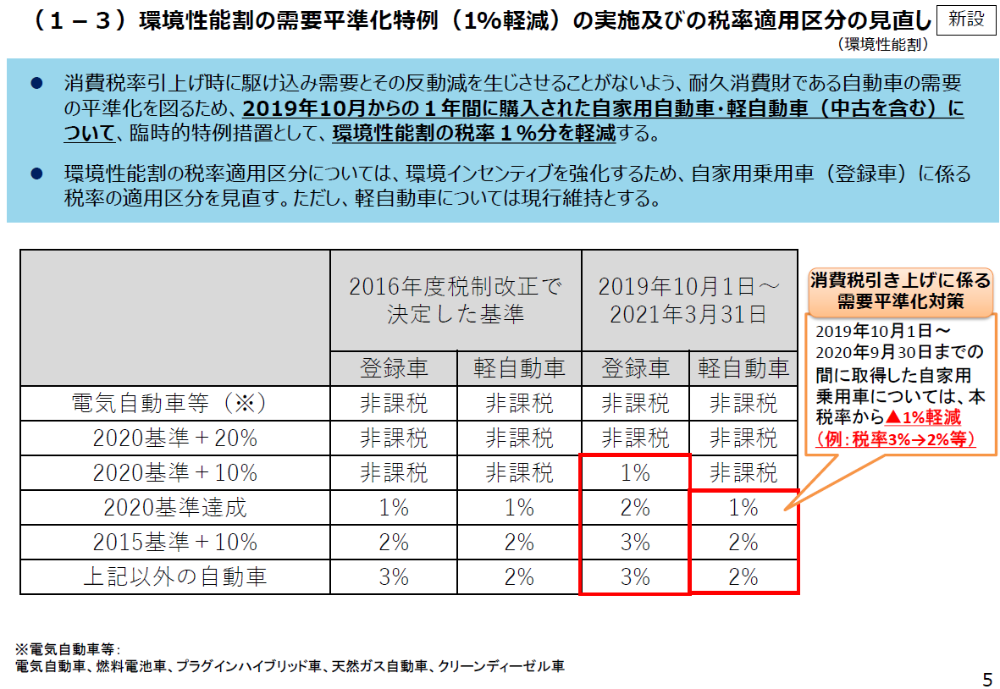 （１－３）環境性能割の需要平準化特例（1％軽減）の実施及びの税率適用区分の見直し
新設
（環境性能割）
● 消費税率引上げ時に駆け込み需要とその反動減を生じさせることがないよう、耐久消費財である自動車の需要
の平準化を図るため、2019年10月からの１年間に購入された自家用自動車・軽自動車（中古を含む）に
ついて、臨時的特例措置として、環境性能割の税率１％分を軽減する。
● 環境性能割の税率適用区分については、環境インセンティブを強化するため、自家用乗用車（登録車）に係る
税率の適用区分を見直す。ただし、軽自動車については現行維持とする。
2016年度税制改正で
決定した基準
2019年10月1日～
2021年3月31日
登録車 軽自動車 登録車 軽自動車
電気自動車等（※） 非課税 非課税 非課税 非課税
2020基準＋20% 非課税 非課税 非課税 非課税
2020基準＋10% 非課税 非課税 1% 非課税
2020基準達成 1% 1% 2% 1%
2015基準＋10% 2% 2% 3% 2%
上記以外の自動車 3% 2% 3% 2%
消費税引き上げに係る
需要平準化対策
2019年10月1日～
2020年9月30日までの
間に取得した自家用
乗用車については、本
税率から▲1%軽減
（例：税率3%→2%等）
※電気自動車等：
電気自動車、燃料電池車、プラグインハイブリッド車、天然ガス自動車、クリーンディーゼル車
5